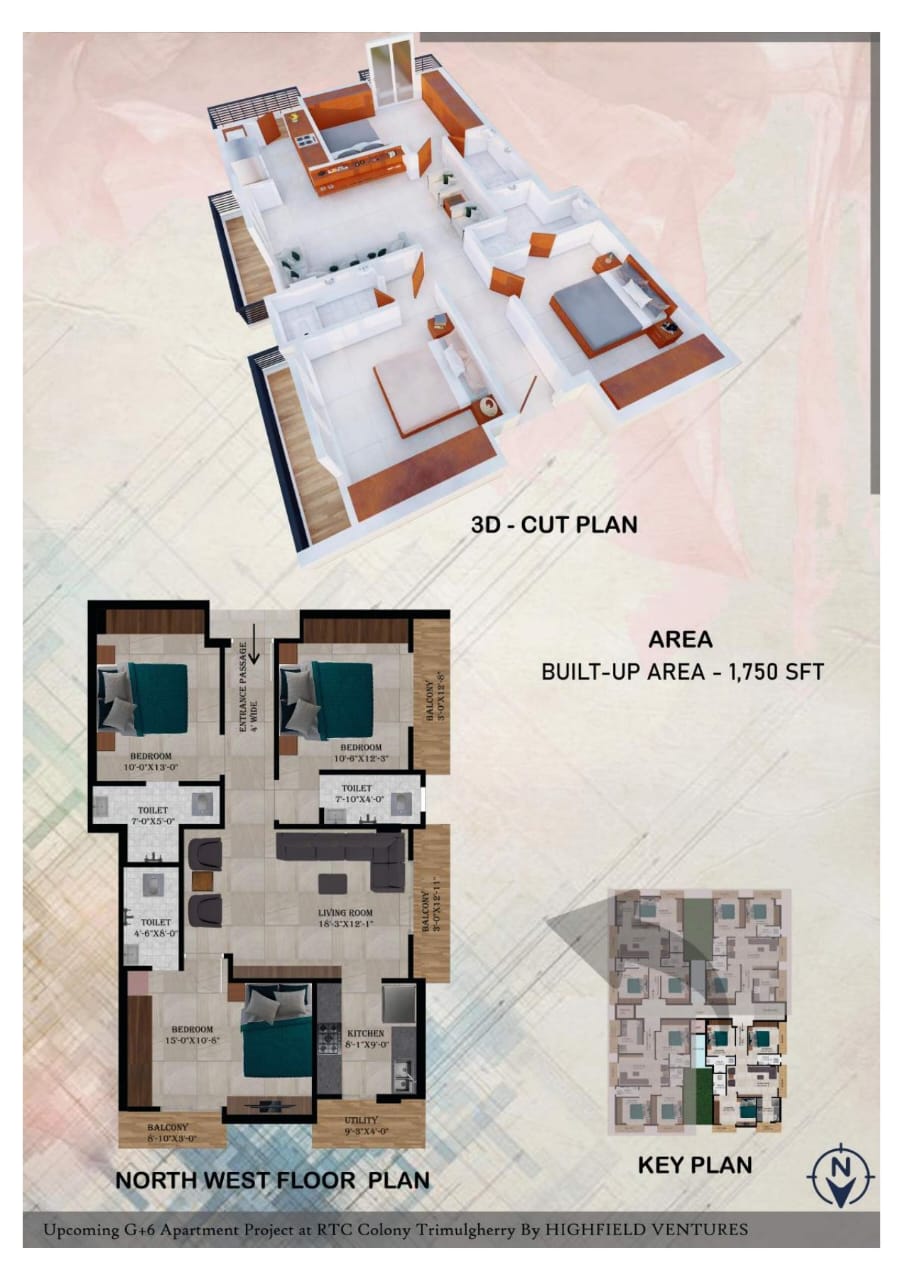 3D - CUT PLAN
AREA
BUILT-UP AREA - 1,750 SFT
ENTRANCE PASSAGE
4' WIDE
BALCONY
3'-0"X12'-8"
BEDROOM
10'-0"X13'-0"
BEDROOM
10'-6"X12'-3"
TOILET
7'-10"X4'-0"
TOILET
7'-0"X5'-0"
LIVING ROOM
18'-3"X12'-1"
BALCONY
3'-0"X12'-11"
TOILET
4'-6"X8'-0"
BEDROOM
15'-0"X10'-8"
KITCHEN
8'-1"X9'-0"
BALCONY
8'-10"X3'-0"
UTILITY
9'-3"X4'-0"
NORTH WEST FLOOR PLAN
KEY PLAN
N
Upcoming G+6 Apartment Project at RTC Colony Trimulgherry By HIGHFIELD VENTURES